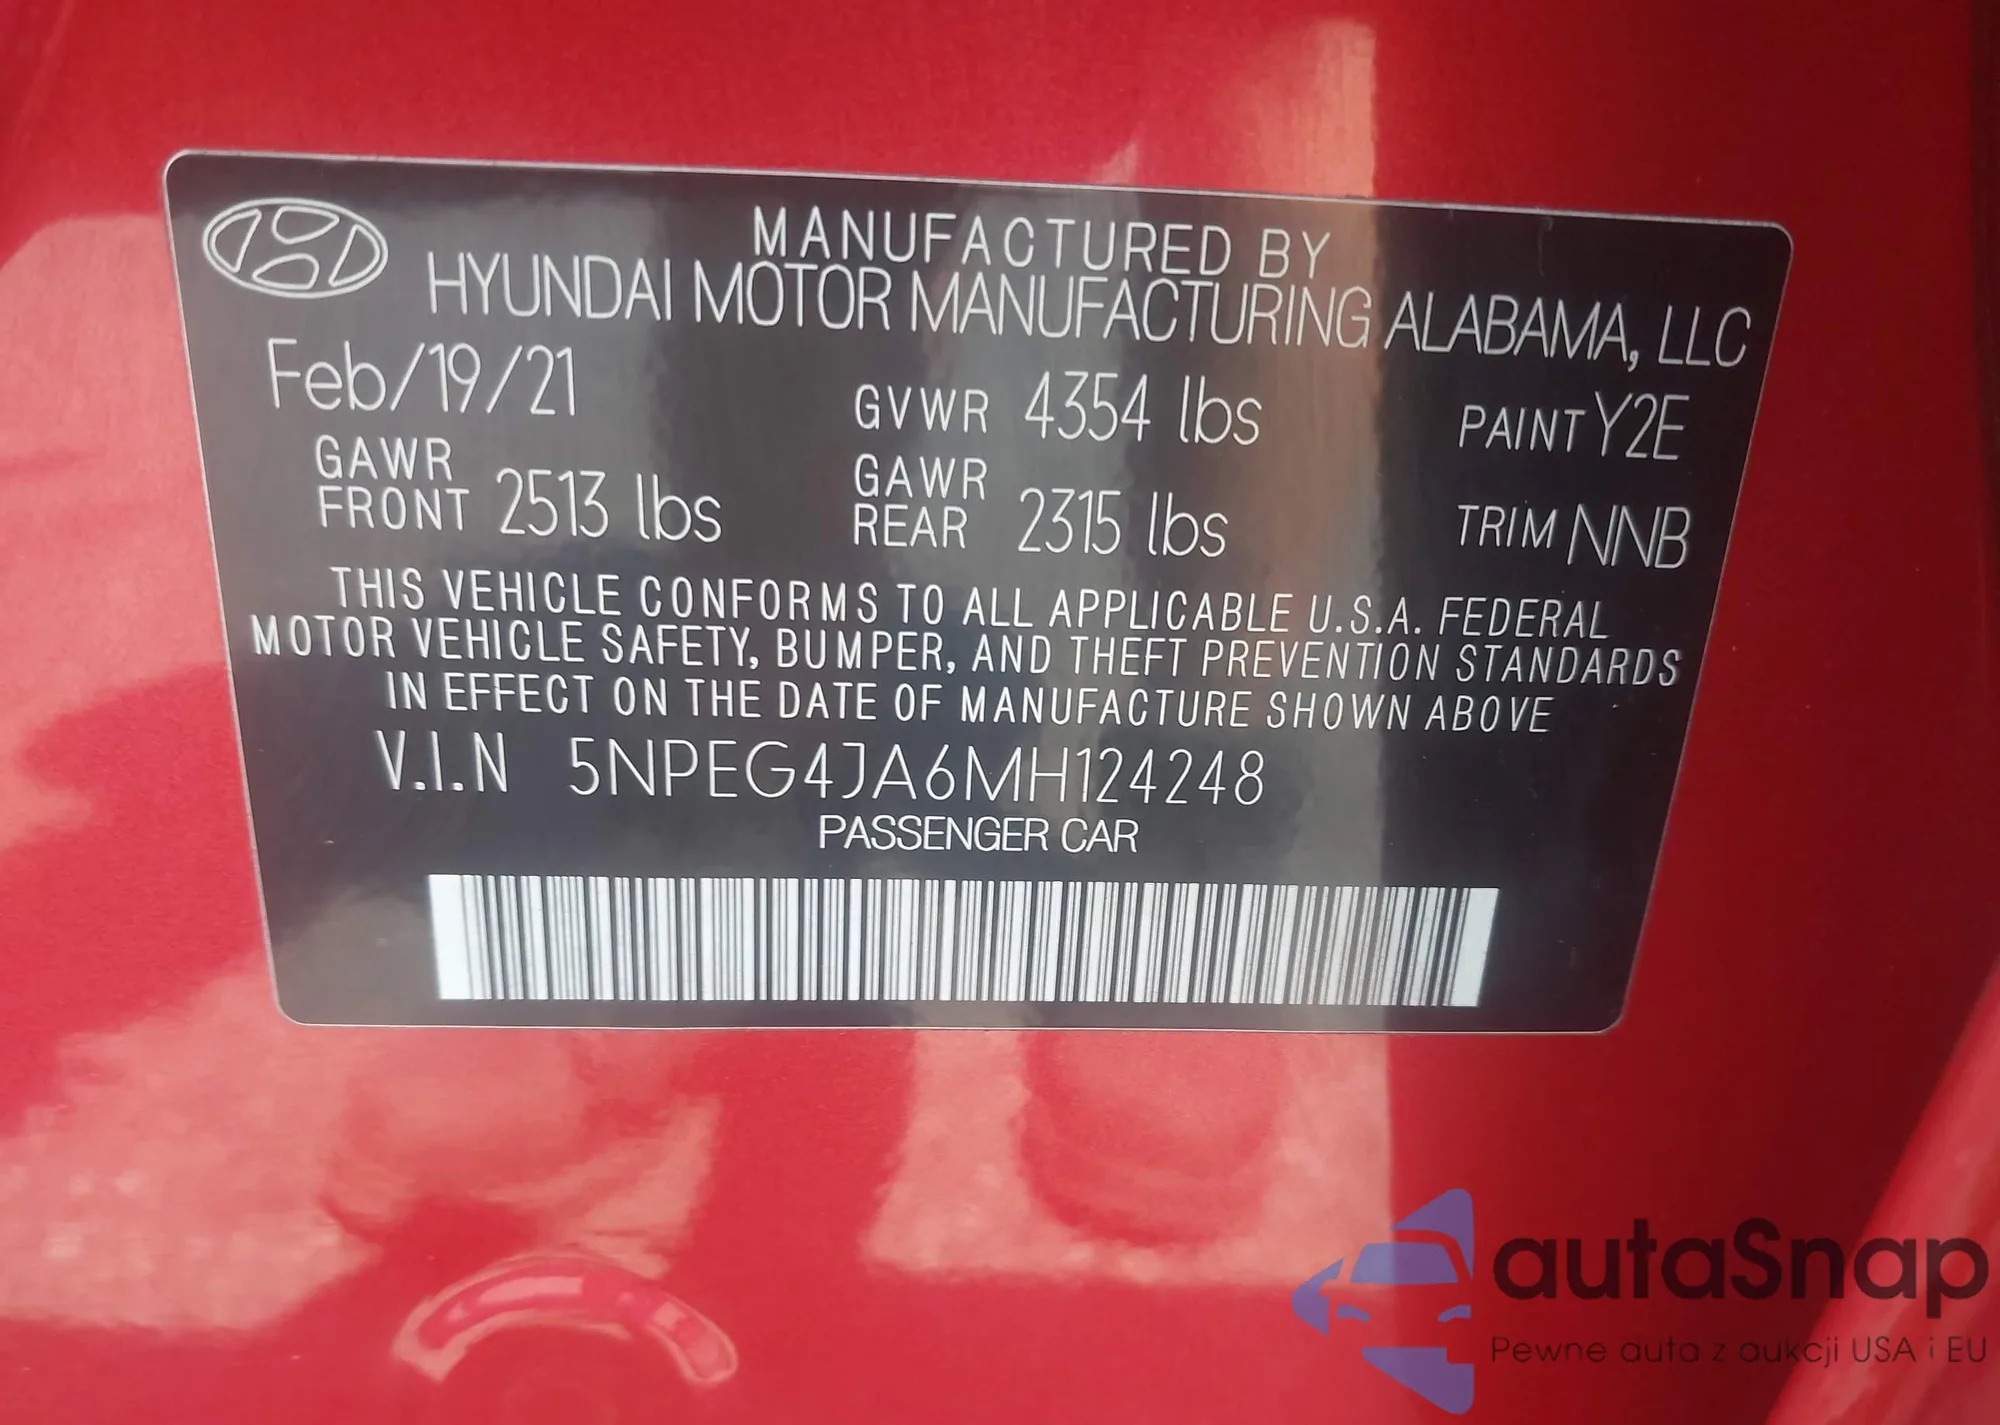 MANUFACTURED BY
HYUNDAI MOTOR MANUFACTURING ALABAMA, LLC
Feb/19/21
GVWR 4354 lbs
PAINT Y2E
GAWR
FRONT 2513 lbs
GAWR
REAR 2315 lbs
TRIM NNB
THIS VEHICLE CONFORMS TO ALL APPLICABLE U.S.A. FEDERAL
MOTOR VEHICLE SAFETY, BUMPER, AND THEFT PREVENTION STANDARDS
IN EFFECT ON THE DATE OF MANUFACTURE SHOWN ABOVE
V.I.N 5NPEG4JA6MH124248
PASSENGER CAR
autaSnap
Pewne auta z aukcji USA i EU